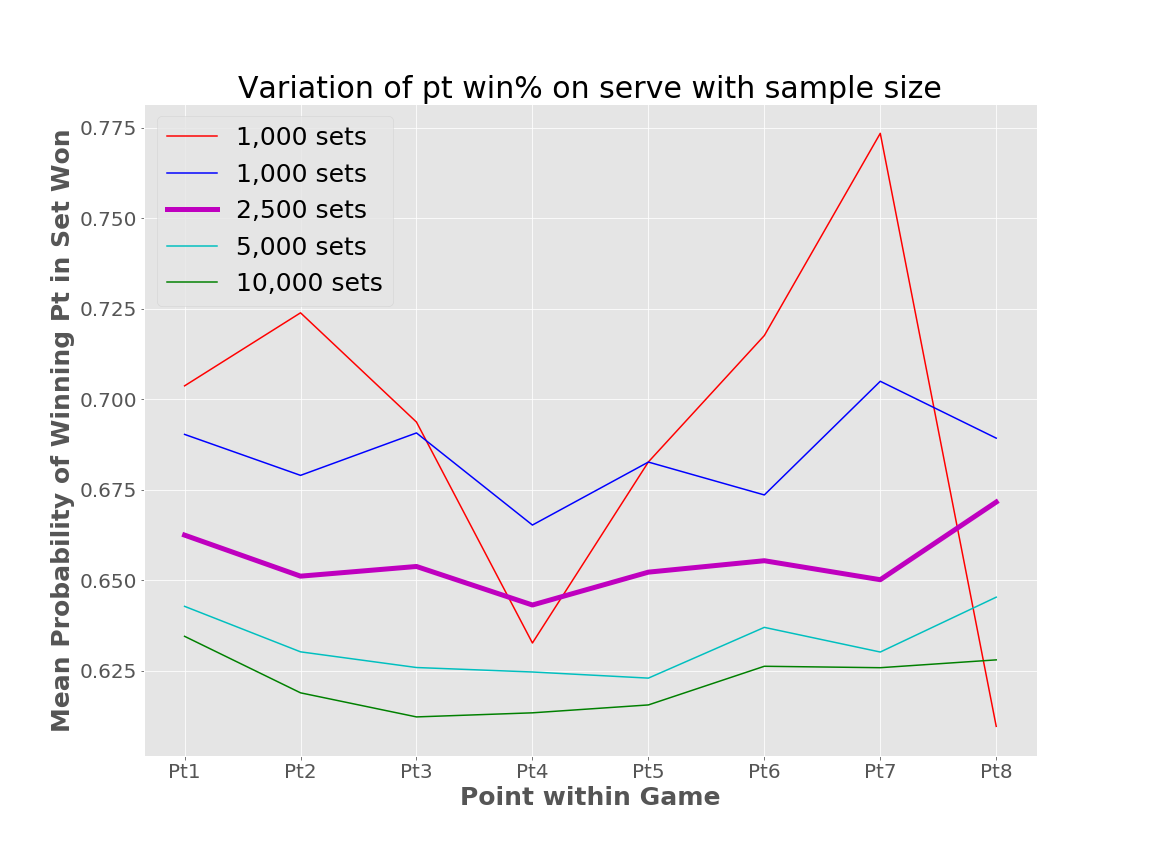 Variation of pt win% on serve with sample size
1,000 sets
1,000 sets
2,500 sets
5,000 sets
10,000 sets
Mean Probability of Winning Pt in Set Won
0.775
0.750
0.725
0.700
0.675
0.650
0.625
Pt1 Pt2 Pt3 Pt4 Pt5 Pt6 Pt7 Pt8
Point within Game